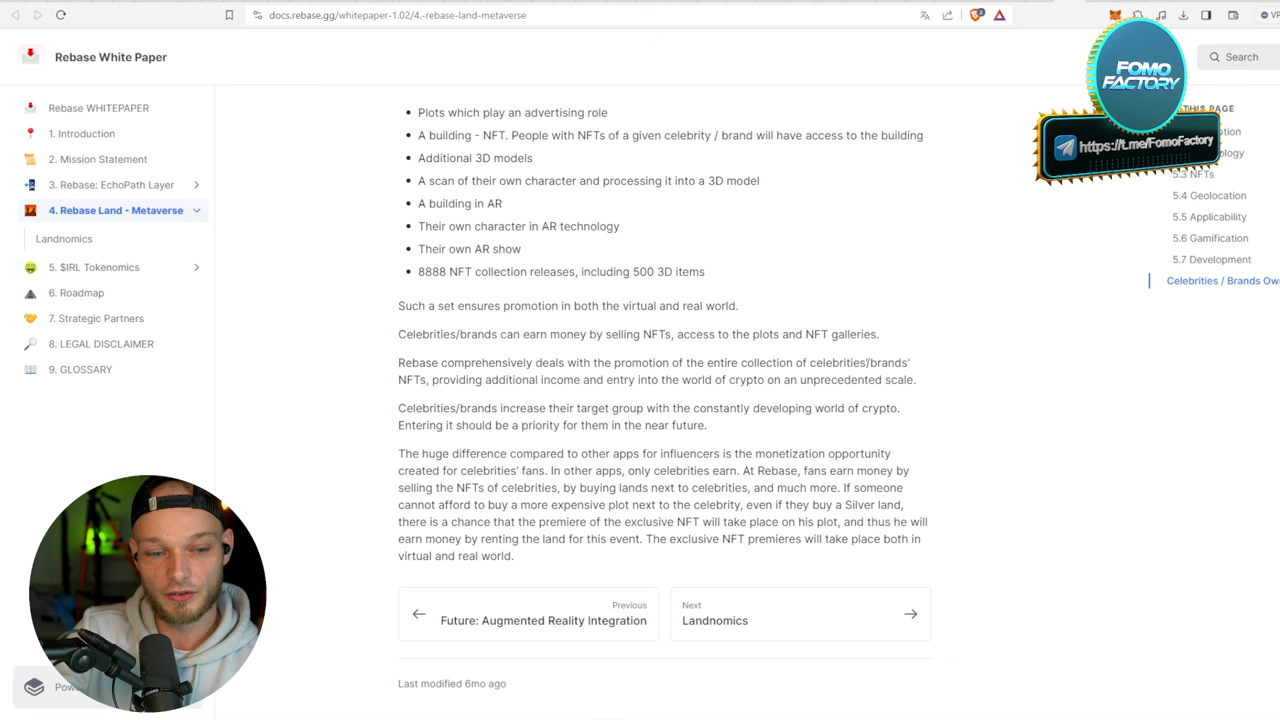 docs.rebase.gg/whitepaper-1.02/4.-rebase-land-metaverse
VP
Rebase White Paper
Search
FOMO
FACTORY
https://t.me/FomoFactory
Rebase WHITEPAPER
1. Introduction
2. Mission Statement
3. Rebase: EchoPath Layer
4. Rebase Land - Metaverse
Landnomics
5. $IRL Tokenomics
6. Roadmap
7. Strategic Partners
8. LEGAL DISCLAIMER
9. GLOSSARY
• Plots which play an advertising role
• A building - NFT. People with NFTs of a given celebrity / brand will have access to the building
• Additional 3D models
• A scan of their own character and processing it into a 3D model
• A building in AR
• Their own character in AR technology
• Their own AR show
• 8888 NFT collection releases, including 500 3D items
Such a set ensures promotion in both the virtual and real world.
Celebrities/brands can earn money by selling NFTs, access to the plots and NFT galleries.
Rebase comprehensively deals with the promotion of the entire collection of celebrities'/brands'
NFTs, providing additional income and entry into the world of crypto on an unprecedented scale.
Celebrities/brands increase their target group with the constantly developing world of crypto.
Entering it should be a priority for them in the near future.
The huge difference compared to other apps for influencers is the monetization opportunity
created for celebrities' fans. In other apps, only celebrities earn. At Rebase, fans earn money by
selling the NFTs of celebrities, by buying lands next to celebrities, and much more. If someone
cannot afford to buy a more expensive plot next to the celebrity, even if they buy a Silver land,
there is a chance that the premiere of the exclusive NFT will take place on his plot, and thus he will
earn money by renting the land for this event. The exclusive NFT premieres will take place both in
virtual and real world.
Previous
Future: Augmented Reality Integration
Next
Landnomics
Last modified 6mo ago
THIS PAGE
5.3 NFTs
5.4 Geolocation
5.5 Applicability
5.6 Gamification
5.7 Development
Celebrities / Brands Own